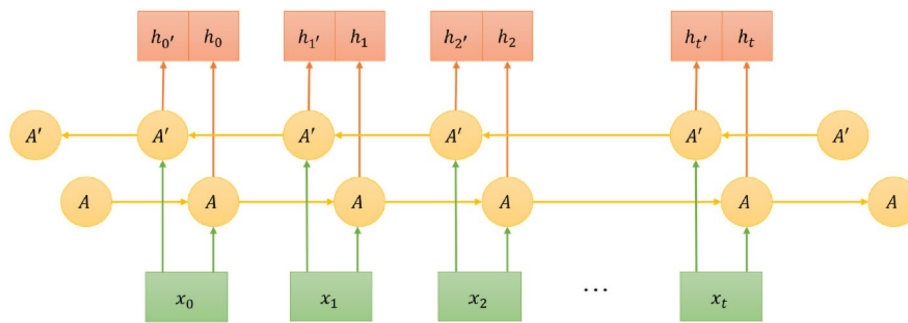 h₀′ h₀ h₁′ h₁ h₂′ h₂ hₜ′ hₜ
A′ A′ A′ A′ A′ A′
A A A A A A
x₀ x₁ x₂ … xₜ